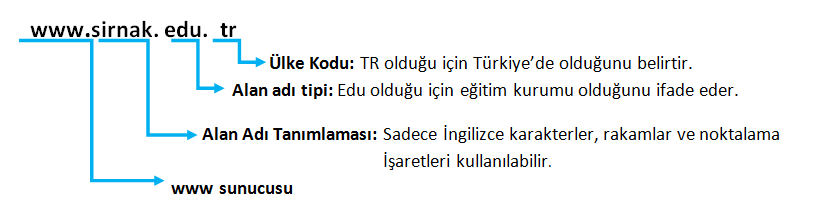 www.sirnak. edu. tr
Ülke Kodu: TR olduğu için Türkiye’de olduğunu belirtir.
Alan adı tipi: Edu olduğu için eğitim kurumu olduğunu ifade eder.
Alan Adı Tanımlaması: Sadece İngilizce karakterler, rakamlar ve noktalama
İşaretleri kullanılabilir.
www sunucusu